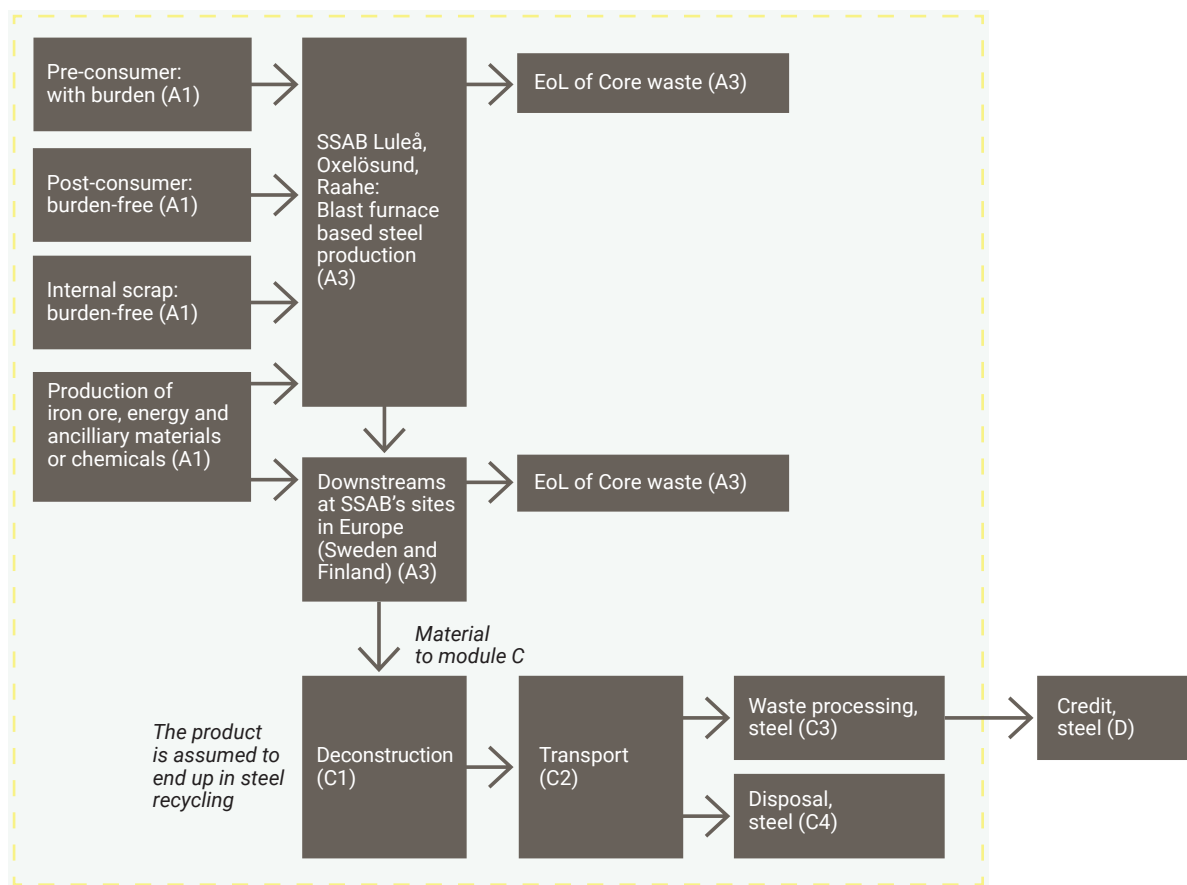 Pre-consumer:
with burden (A1)
Post-consumer:
burden-free (A1)
Internal scrap:
burden-free (A1)
Production of
iron ore, energy and
ancilliary materials
or chemicals (A1)
SSAB Luleå,
Oxelösund,
Raahe:
Blast furnace
based steel
production
(A3)
EoL of Core waste (A3)
Downstreams
at SSAB’s sites
in Europe
(Sweden and
Finland) (A3)
EoL of Core waste (A3)
Material
to module C
The product
is assumed to
end up in steel
recycling
Deconstruction
(C1)
Transport
(C2)
Waste processing,
steel (C3)
Disposal,
steel (C4)
Credit,
steel (D)